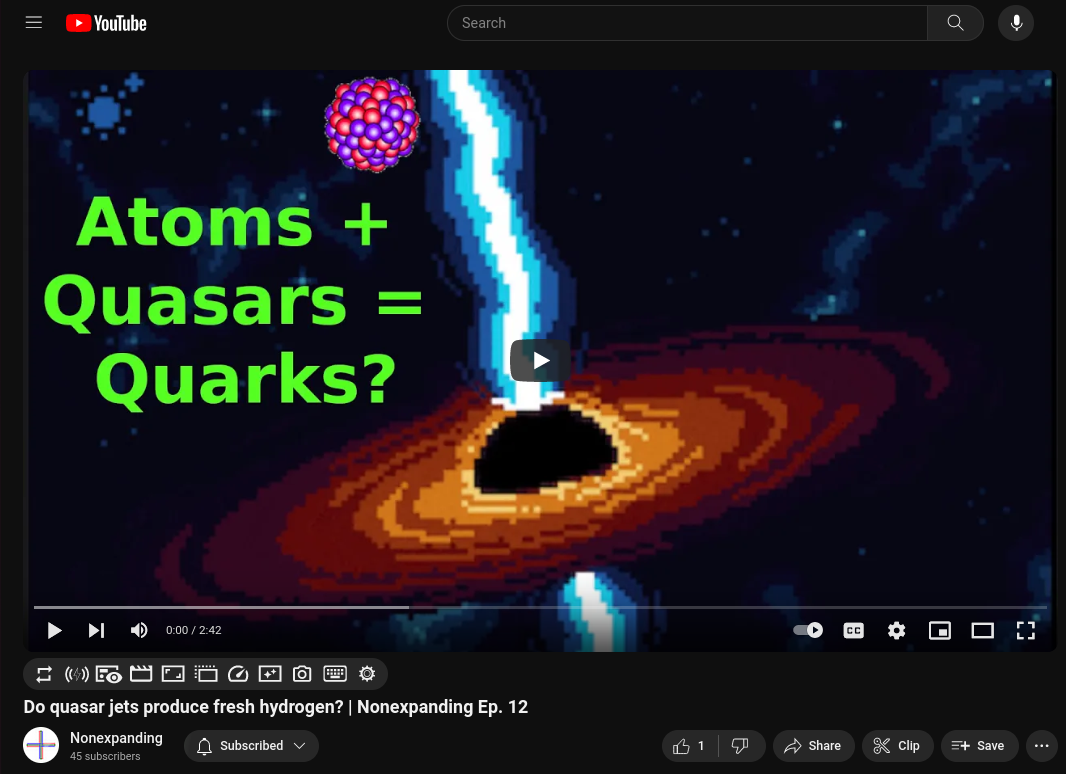 YouTube
Search
Atoms +
Quasars =
Quarks?
0:00 / 2:42
CC
Do quasar jets produce fresh hydrogen? | Nonexpanding Ep. 12
Nonexpanding
45 subscribers
Subscribed
1
Share
Clip
Save